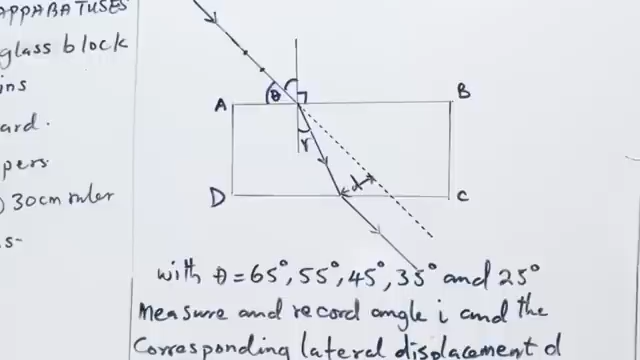 APPARATUSES
glass block
ins
ard.
pers
30cm ruler
s-
A
B
θ
r
d
D
C
with θ = 65°, 55°, 45°, 35° and 25°
Measure and record angle i and the
Corresponding lateral displacement d